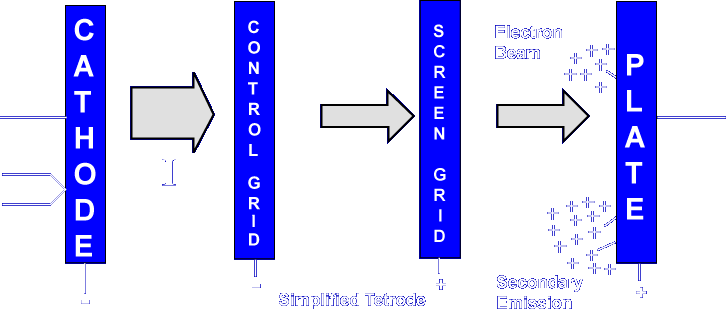 CATHODE
CONTROL GRID
SCREEN GRID
Electron
Beam
PLATE
I
Secondary
Emission
- 
-
+
+
Simplified Tetrode